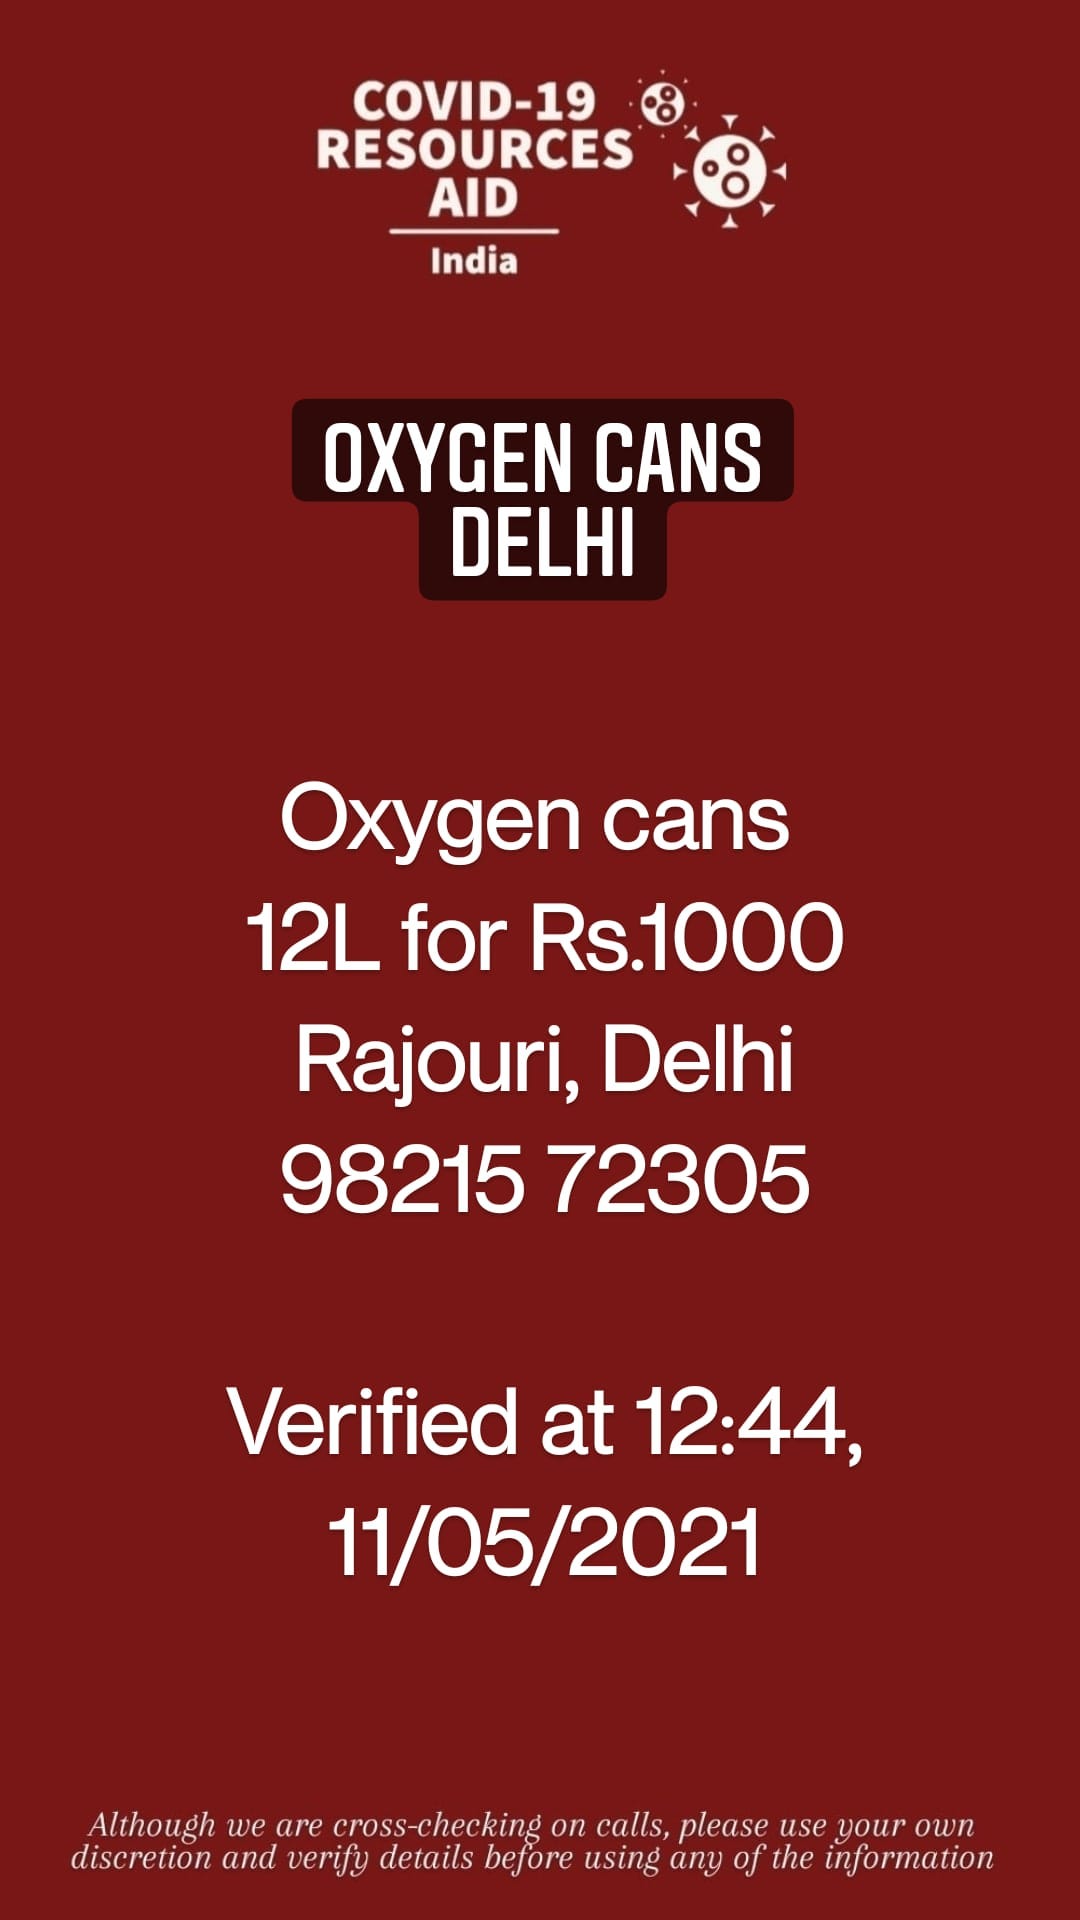 COVID-19
RESOURCES
AID
India
OXYGEN CANS
DELHI
Oxygen cans
12L for Rs.1000
Rajouri, Delhi
98215 72305
Verified at 12:44,
11/05/2021
Although we are cross-checking on calls, please use your own
discretion and verify details before using any of the information